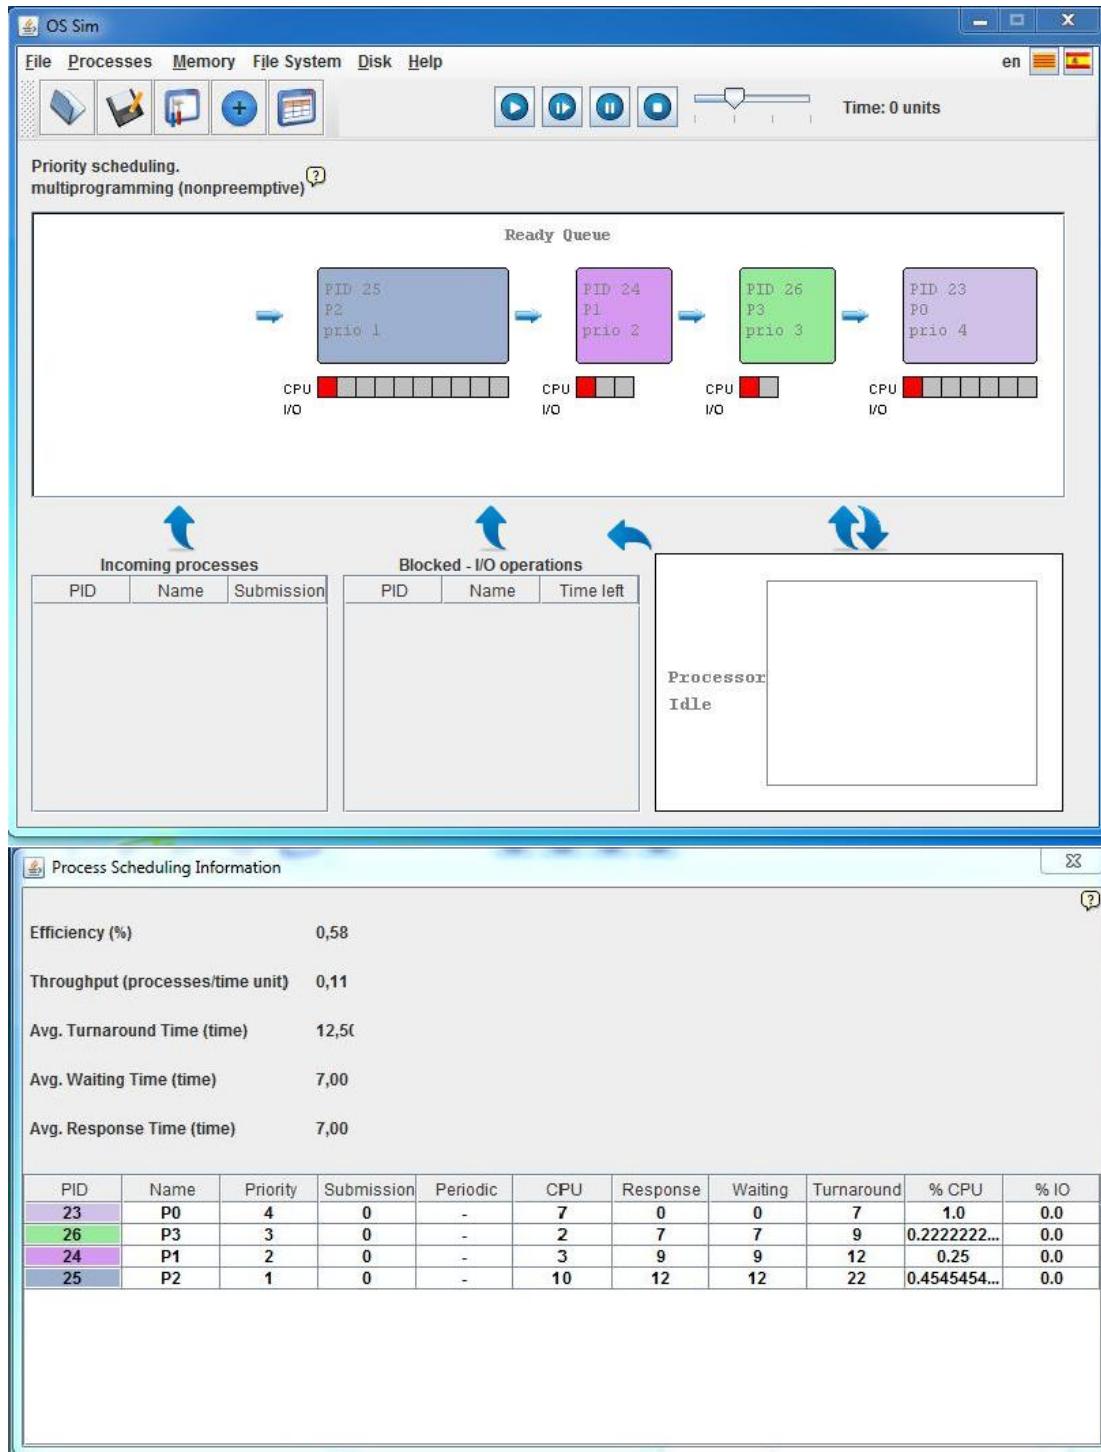 OS Sim
File Processes Memory File System Disk Help en
Time: 0 units
Priority scheduling.
multiprogramming (nonpreemptive)
?
Ready Queue
PID 25 PID 24 PID 26 PID 23
P2 P1 P3 P0
prio 1 prio 2 prio 3 prio 4
CPU CPU CPU CPU
I/O I/O I/O I/O
Incoming processes Blocked - I/O operations
PID Name Submission PID Name Time left
Processor
Idle
Process Scheduling Information
?
Efficiency (%) 0,58
Throughput (processes/time unit) 0,11
Avg. Turnaround Time (time) 12,50
Avg. Waiting Time (time) 7,00
Avg. Response Time (time) 7,00
PID Name Priority Submission Periodic CPU Response Waiting Turnaround % CPU % IO
23 P0 4 0 - 7 0 0 7 1.0 0.0
26 P3 3 0 - 2 7 7 9 0.2222222... 0.0
24 P1 2 0 - 3 9 9 12 0.25 0.0
25 P2 1 0 - 10 12 12 22 0.4545454... 0.0